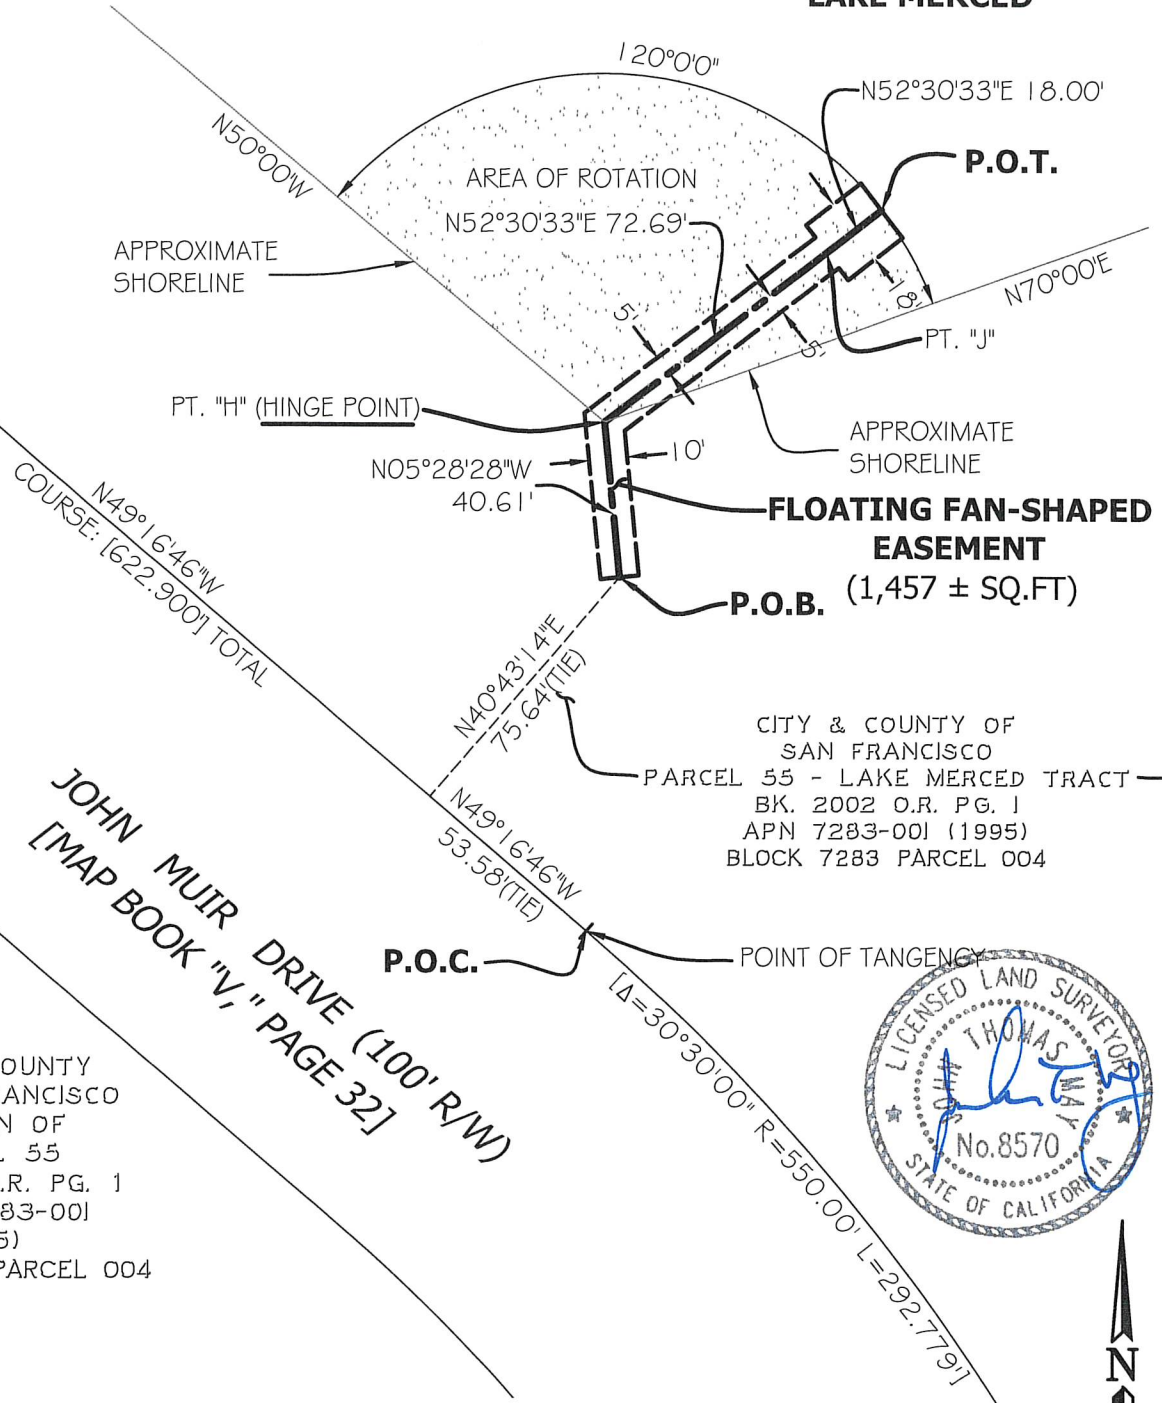 LAKE MERCED
120°0'0"
N52°30'33"E 18.00'
P.O.T.
N50°00'W
AREA OF ROTATION
N52°30'33"E 72.69'
APPROXIMATE
SHORELINE
N70°00'E
18'
5'
5'
PT. "J"
PT. "H" (HINGE POINT)
APPROXIMATE
SHORELINE
10'
N05°28'28"W
40.61'
FLOATING FAN-SHAPED
EASEMENT
(1,457 ± SQ.FT)
P.O.B.
N49°16'46"W
COURSE: [622.900'] TOTAL
N40°43'14"E
75.64'(TIE)
CITY & COUNTY OF
SAN FRANCISCO
PARCEL 55 - LAKE MERCED TRACT
BK. 2002 O.R. PG. 1
APN 7283-001 (1995)
BLOCK 7283 PARCEL 004
N49°16'46"W
53.58'(TIE)
JOHN MUIR DRIVE (100' R/W)
[MAP BOOK "V," PAGE 32]
P.O.C.
POINT OF TANGENCY
[Δ=30°30'00" R=550.00' L=292.779']
LICENSED LAND SURVEYOR
JOHN THOMAS MAY
No.8570
STATE OF CALIFORNIA
OUNTY
ANCISCO
N OF
L 55
.R. PG. 1
83-001
5)
PARCEL 004
N